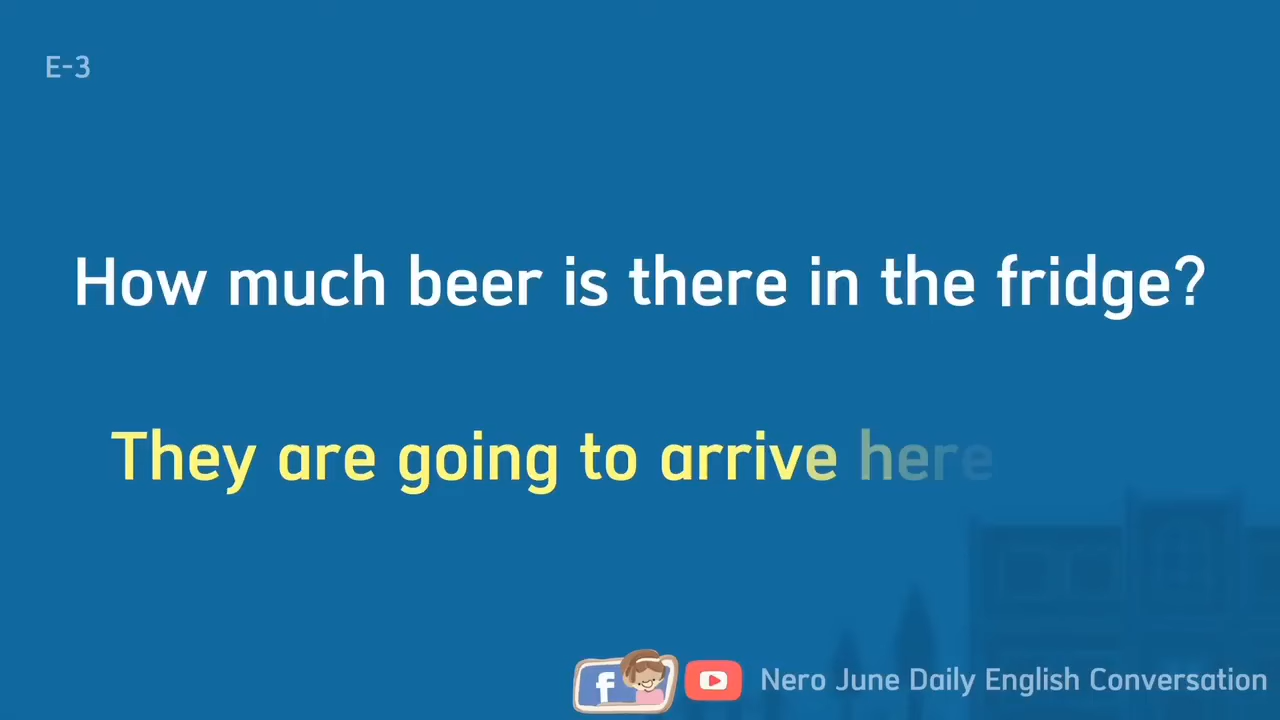 E-3
How much beer is there in the fridge?
They are going to arrive here
f
Nero June Daily English Conversation